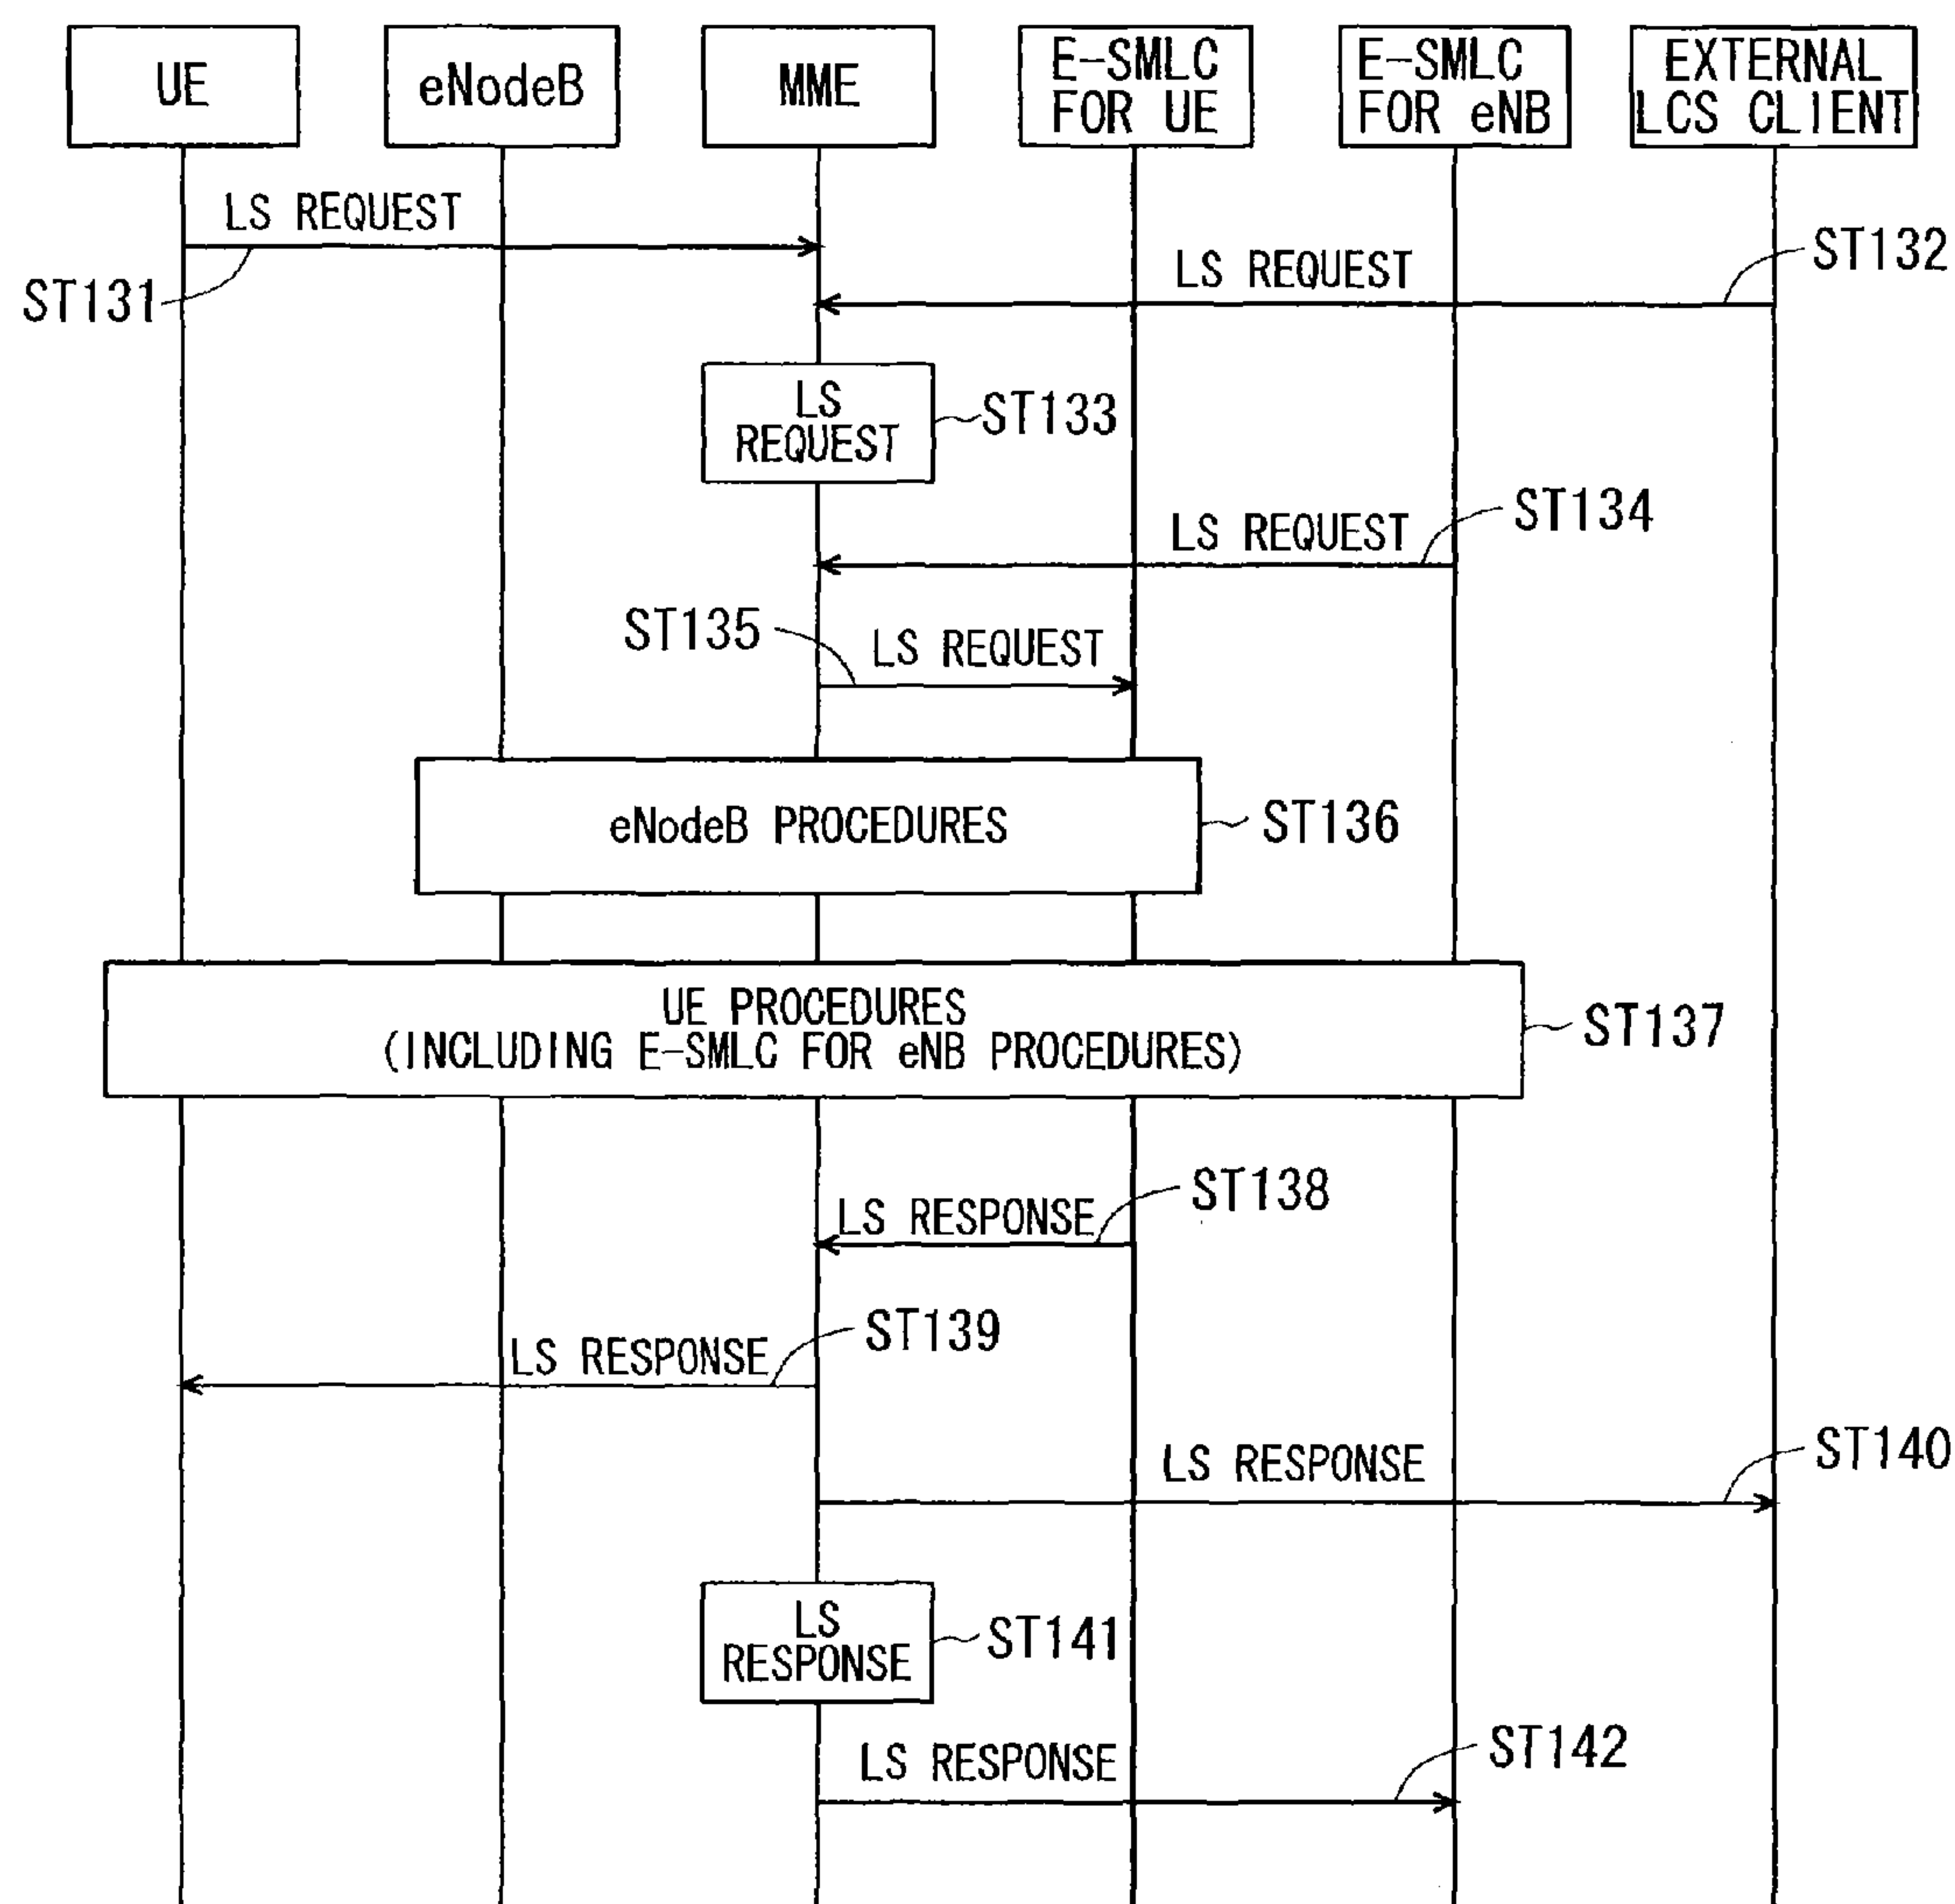 UE
eNodeB
MME
E-SMLC
FOR UE
E-SMLC
FOR eNB
EXTERNAL
LCS CLIENT
LS REQUEST
ST131
LS REQUEST
ST132
LS
REQUEST
ST133
LS REQUEST
ST134
ST135
LS REQUEST
eNodeB PROCEDURES
ST136
UE PROCEDURES
(INCLUDING E-SMLC FOR eNB PROCEDURES)
ST137
LS RESPONSE
ST138
LS RESPONSE
ST139
LS RESPONSE
ST140
LS
RESPONSE
ST141
LS RESPONSE
ST142